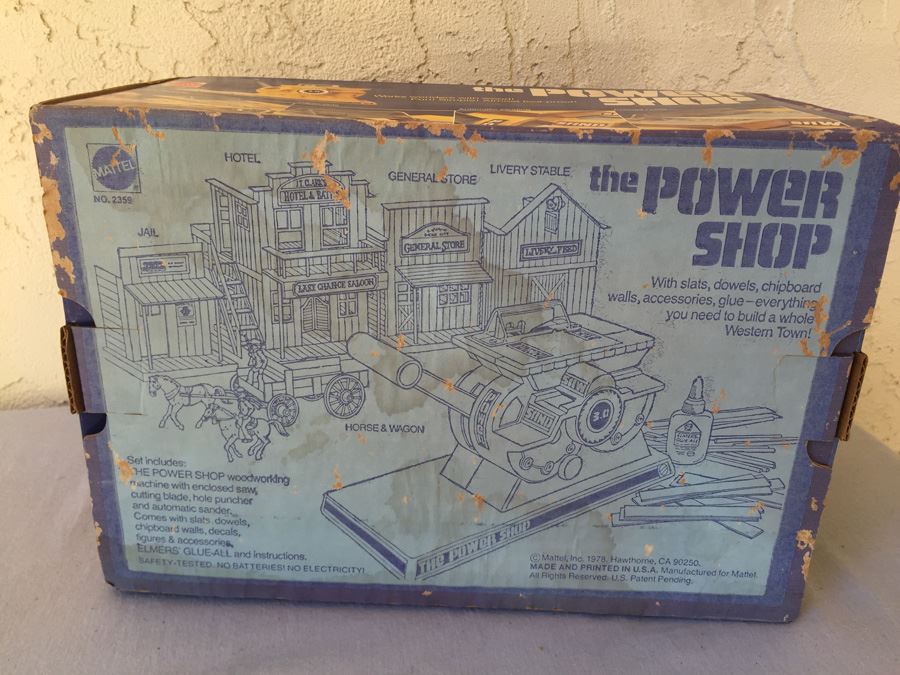 the POWER
SHOP
MATTEL
NO. 2359
HOTEL
GENERAL STORE
LIVERY STABLE
JAIL
HOTEL & BATHS
LAST CHANCE SALOON
GENERAL STORE
LIVERY, FEED
the POWER
SHOP
With slats, dowels, chipboard
walls, accessories, glue—everything
you need to build a whole
Western Town!
HORSE & WAGON
Set includes:
THE POWER SHOP woodworking
machine with enclosed saw,
cutting blade, hole puncher
and automatic sander.
Comes with slats, dowels,
chipboard walls, decals,
figures & accessories,
ELMERS' GLUE-ALL and instructions.
SAFETY-TESTED. NO BATTERIES! NO ELECTRICITY!
THE POWER SHOP
© Mattel, Inc. 1978, Hawthorne, CA 90250.
MADE AND PRINTED IN U.S.A. Manufactured for Mattel.
All Rights Reserved. U.S. Patent Pending.